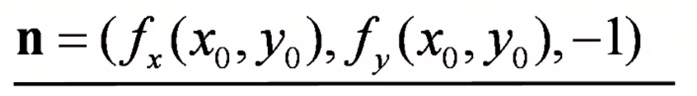 n = (f_x(x_0, y_0), f_y(x_0, y_0), −1)